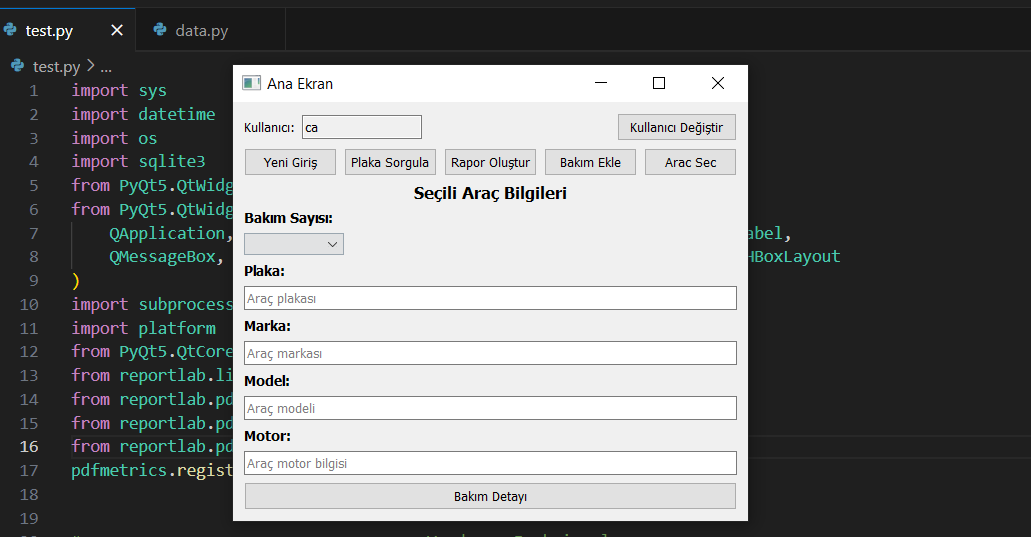 test.py
data.py
test.py > ...
Ana Ekran
Kullanıcı:
ca
Kullanıcı Değiştir
Yeni Giriş
Plaka Sorgula
Rapor Oluştur
Bakım Ekle
Arac Sec
Seçili Araç Bilgileri
Bakım Sayısı:
Plaka:
Araç plakası
Marka:
Araç markası
Model:
Araç modeli
Motor:
Araç motor bilgisi
Bakım Detayı
1 import sys
2 import datetime
3 import os
4 import sqlite3
5 from PyQt5.QtWidg
6 from PyQt5.QtWidg
7 QApplication, abel,
8 QMessageBox, HBoxLayout
9 )
10 import subprocess
11 import platform
12 from PyQt5.QtCore
13 from reportlab.li
14 from reportlab.pd
15 from reportlab.pd
16 from reportlab.pd
17 pdfmetrics.regist
18
19